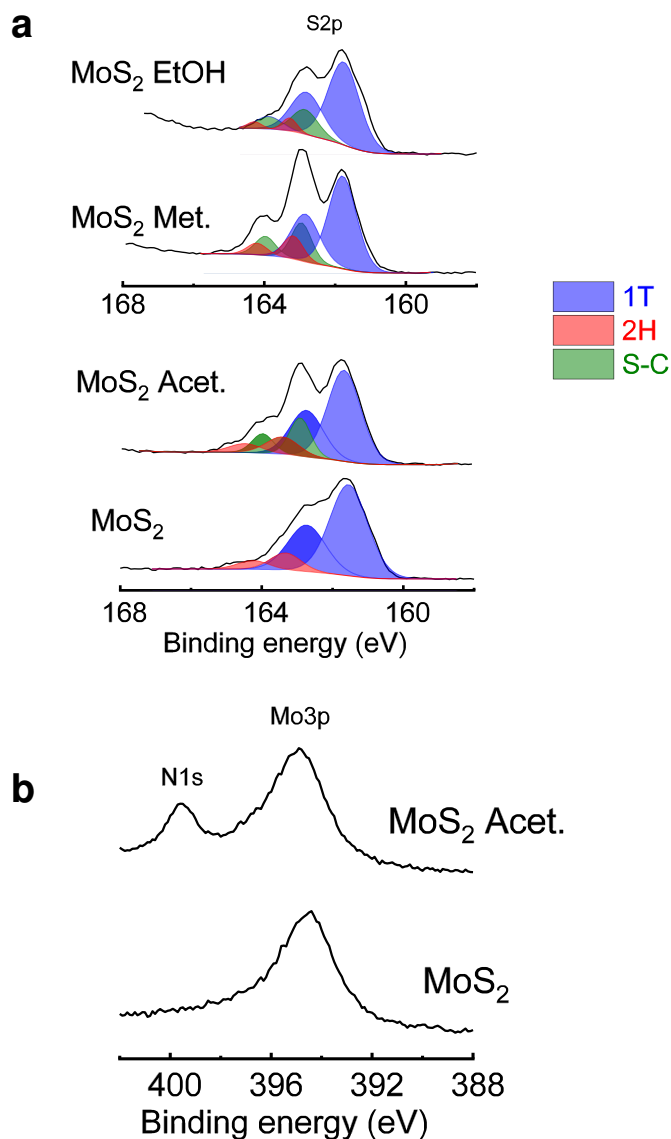 a
S2p
MoS₂ EtOH
MoS₂ Met.
168 164 160
1T
2H
S-C
MoS₂ Acet.
MoS₂
168 164 160
Binding energy (eV)
b
Mo3p
N1s
MoS₂ Acet.
MoS₂
400 396 392 388
Binding energy (eV)